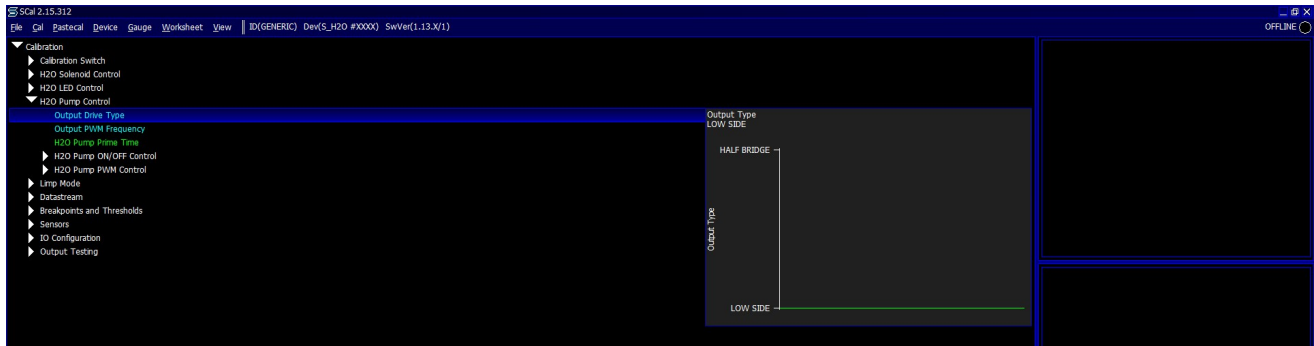 SCal 2.15.312
File Cal Pastecal Device Gauge Worksheet View ID(GENERIC) Dev(S_H2O #XXXX) SwVer(1.13.X/1) OFFLINE
Calibration
Calibration Switch
H2O Solenoid Control
H2O LED Control
H2O Pump Control
Output Drive Type
Output PWM Frequency
H2O Pump Prime Time
H2O Pump ON/OFF Control
H2O Pump PWM Control
Limp Mode
Datastream
Breakpoints and Thresholds
Sensors
IO Configuration
Output Testing
Output Type
LOW SIDE
HALF BRIDGE
Output Type
LOW SIDE